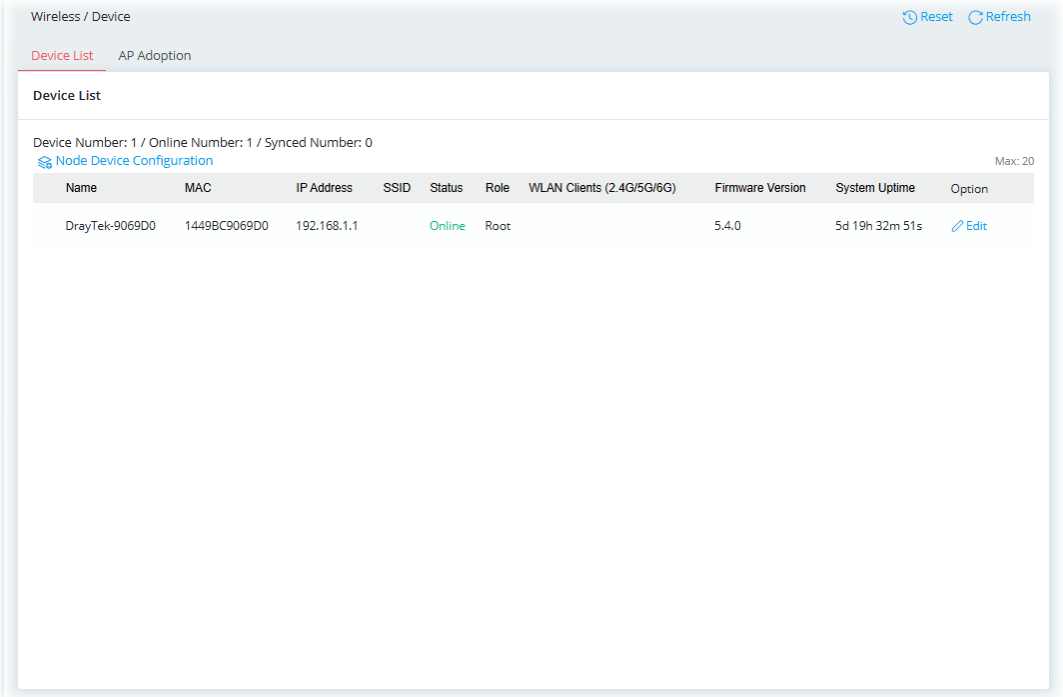 Wireless / Device Reset Refresh
Device List AP Adoption
Device List
Device Number: 1 / Online Number: 1 / Synced Number: 0
Node Device Configuration Max: 20
Name MAC IP Address SSID Status Role WLAN Clients (2.4G/5G/6G) Firmware Version System Uptime Option
DrayTek-9069D0 1449BC9069D0 192.168.1.1 Online Root 5.4.0 5d 19h 32m 51s Edit